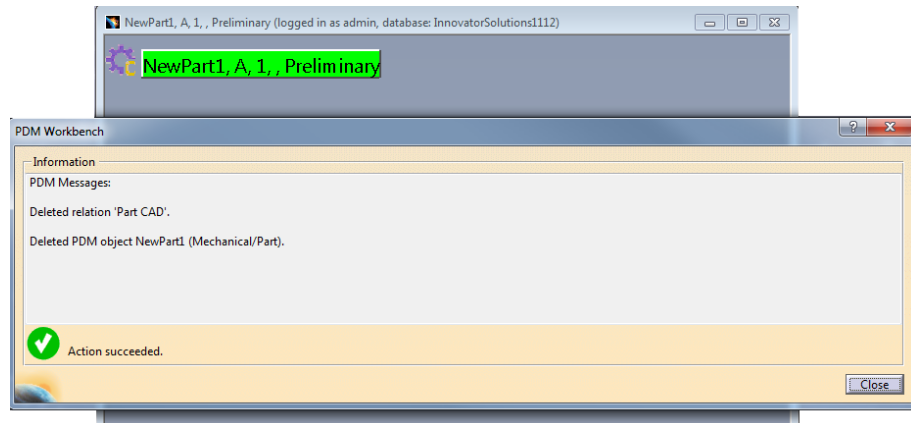 NewPart1, A, 1, , Preliminary (logged in as admin, database: InnovatorSolutions1112)
NewPart1, A, 1, , Preliminary
PDM Workbench
Information
PDM Messages:
Deleted relation 'Part CAD'.
Deleted PDM object NewPart1 (Mechanical/Part).
Action succeeded.
Close